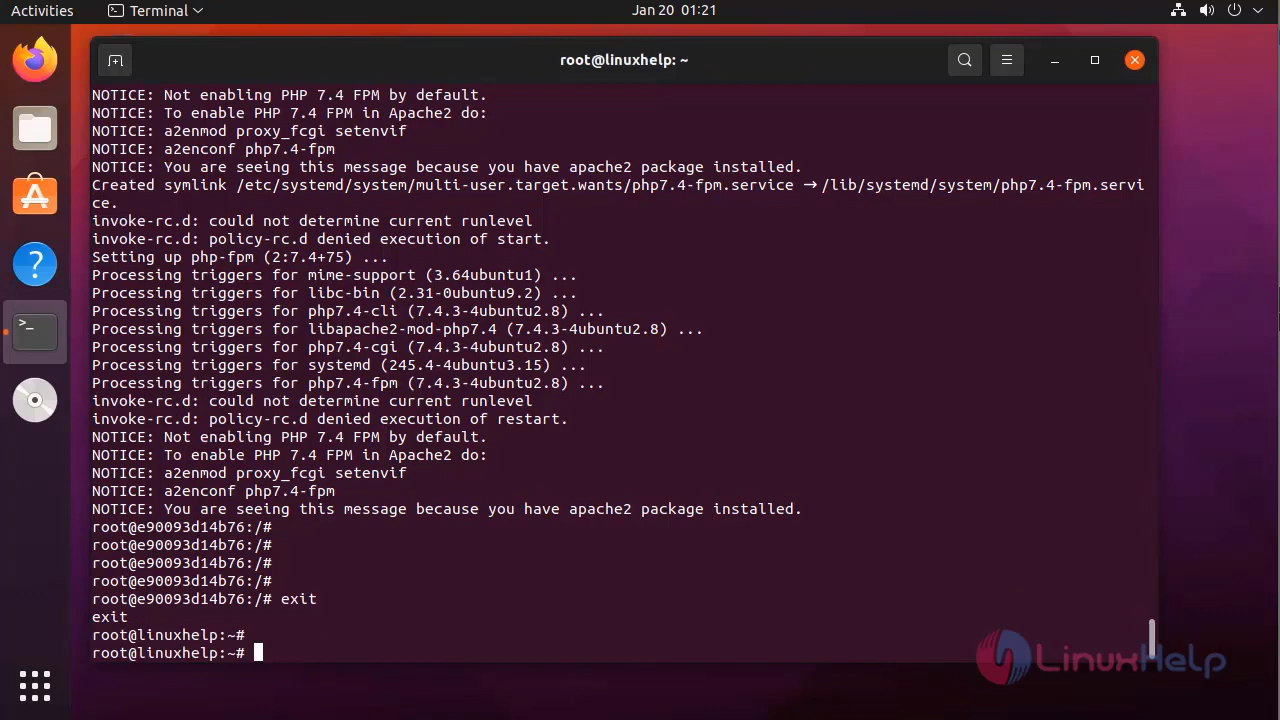 Activities
Terminal
Jan 20 01:21
root@linuxhelp: ~
NOTICE: Not enabling PHP 7.4 FPM by default.
NOTICE: To enable PHP 7.4 FPM in Apache2 do:
NOTICE: a2enmod proxy_fcgi setenvif
NOTICE: a2enconf php7.4-fpm
NOTICE: You are seeing this message because you have apache2 package installed.
Created symlink /etc/systemd/system/multi-user.target.wants/php7.4-fpm.service → /lib/systemd/system/php7.4-fpm.servi
ce.
invoke-rc.d: could not determine current runlevel
invoke-rc.d: policy-rc.d denied execution of start.
Setting up php-fpm (2:7.4+75) ...
Processing triggers for mime-support (3.64ubuntu1) ...
Processing triggers for libc-bin (2.31-0ubuntu9.2) ...
Processing triggers for php7.4-cli (7.4.3-4ubuntu2.8) ...
Processing triggers for libapache2-mod-php7.4 (7.4.3-4ubuntu2.8) ...
Processing triggers for php7.4-cgi (7.4.3-4ubuntu2.8) ...
Processing triggers for systemd (245.4-4ubuntu3.15) ...
Processing triggers for php7.4-fpm (7.4.3-4ubuntu2.8) ...
invoke-rc.d: could not determine current runlevel
invoke-rc.d: policy-rc.d denied execution of restart.
NOTICE: Not enabling PHP 7.4 FPM by default.
NOTICE: To enable PHP 7.4 FPM in Apache2 do:
NOTICE: a2enmod proxy_fcgi setenvif
NOTICE: a2enconf php7.4-fpm
NOTICE: You are seeing this message because you have apache2 package installed.
root@e90093d14b76:/#
root@e90093d14b76:/#
root@e90093d14b76:/#
root@e90093d14b76:/#
root@e90093d14b76:/# exit
exit
root@linuxhelp:~#
root@linuxhelp:~#
LinuxHelp